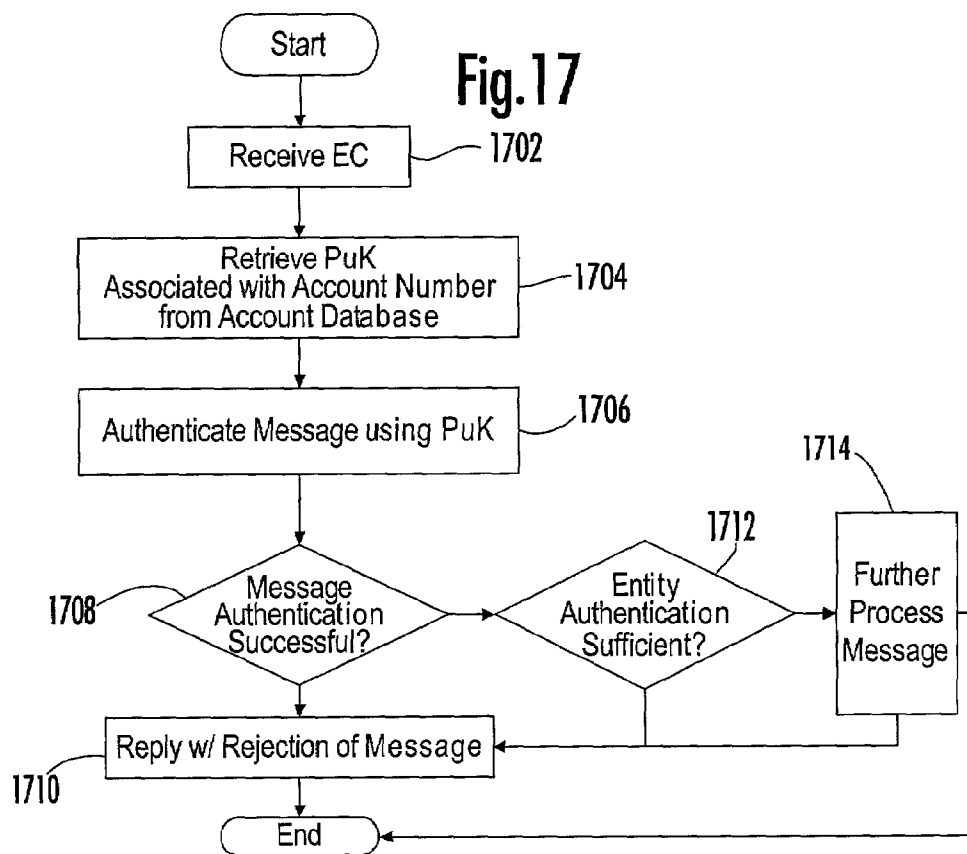 Start
Fig.17
Receive EC
1702
Retrieve PuK
Associated with Account Number
from Account Database
1704
Authenticate Message using PuK
1706
1714
1712
1708
Message
Authentication
Successful?
Entity
Authentication
Sufficient?
Further
Process
Message
Reply w/ Rejection of Message
1710
End